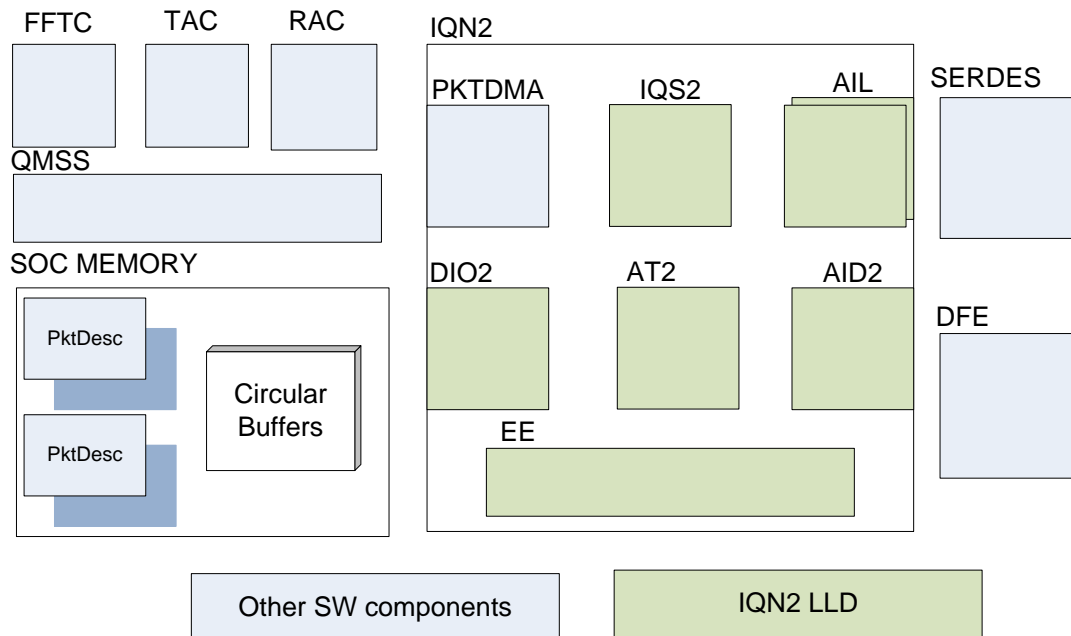 FFTC
TAC
RAC
QMSS
SOC MEMORY
PktDesc
PktDesc
Circular
Buffers
IQN2
PKTDMA
IQS2
AIL
DIO2
AT2
AID2
EE
SERDES
DFE
Other SW components
IQN2 LLD